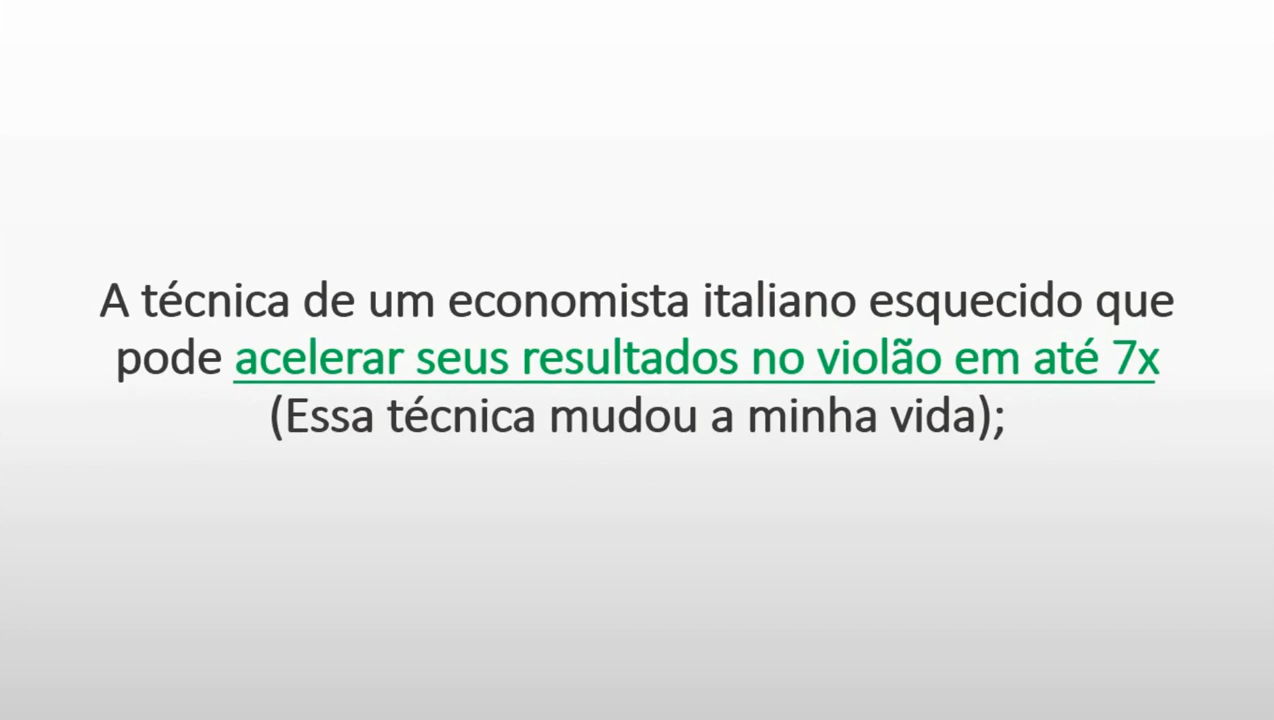 A técnica de um economista italiano esquecido que
pode acelerar seus resultados no violão em até 7x
(Essa técnica mudou a minha vida);